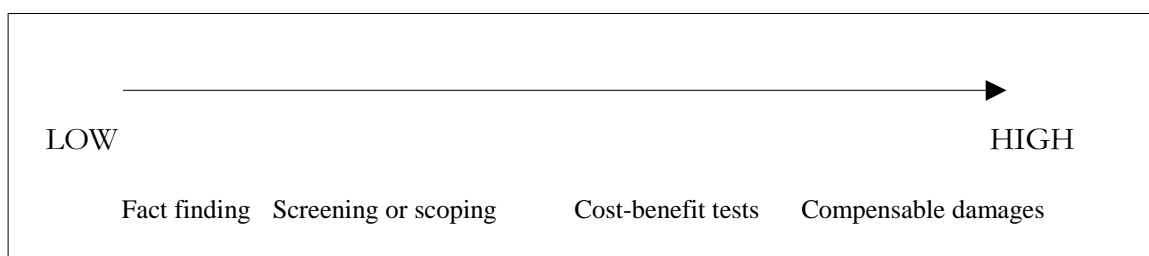 LOW HIGH
Fact finding Screening or scoping Cost-benefit tests Compensable damages